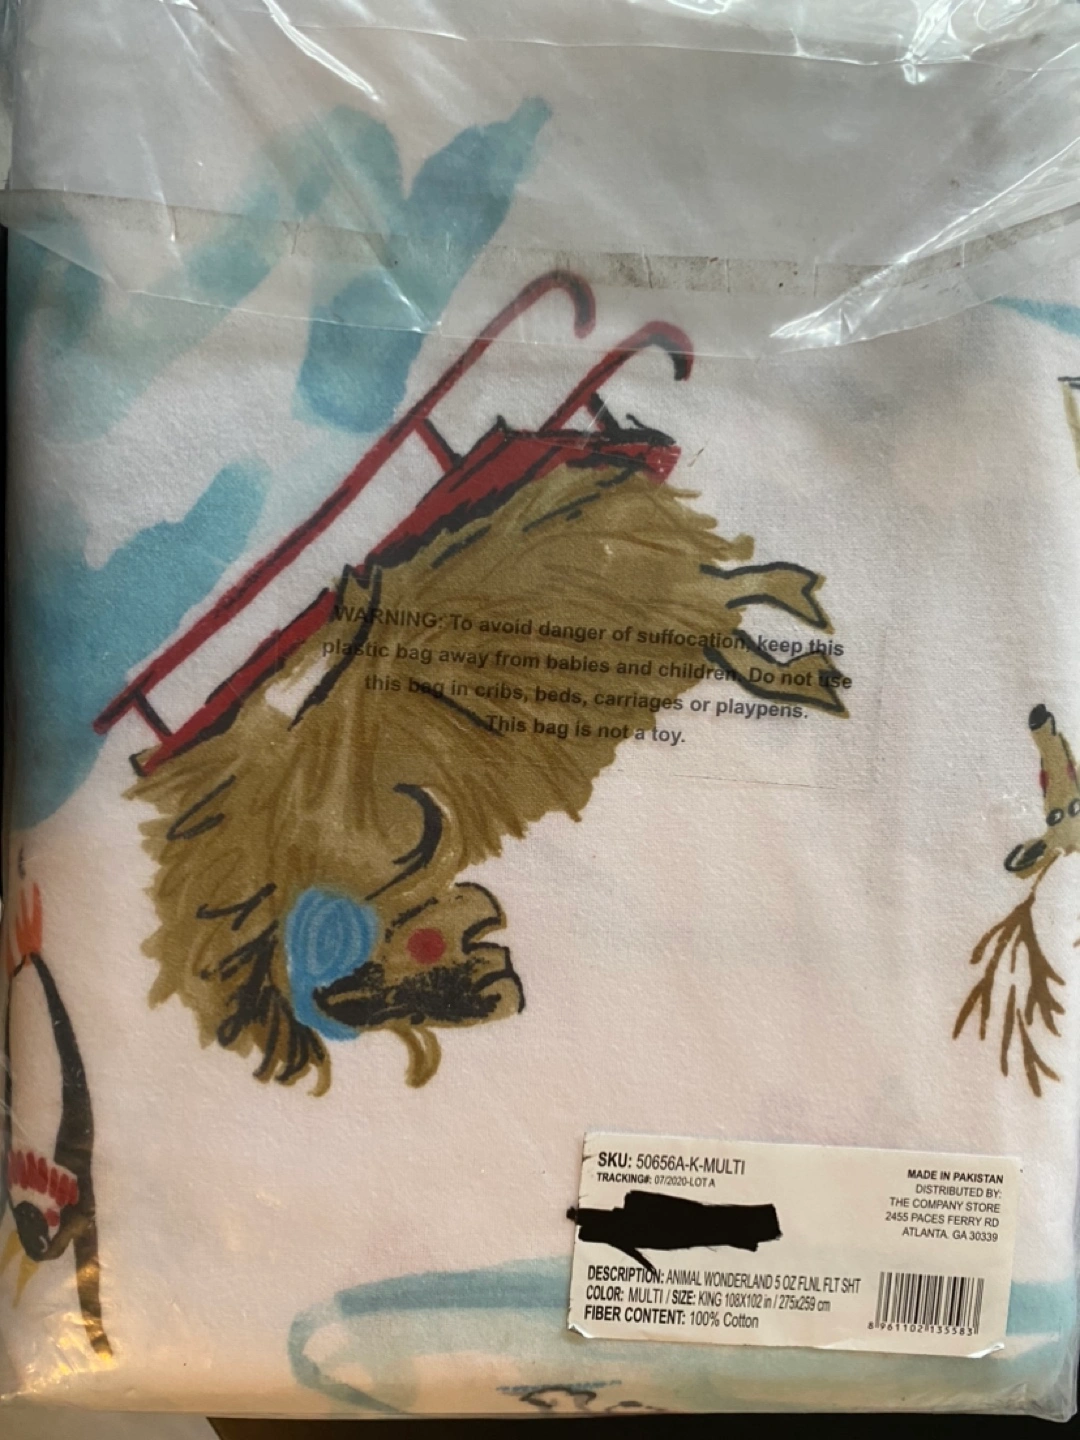 WARNING: To avoid danger of suffocation, keep this
plastic bag away from babies and children. Do not use
this bag in cribs, beds, carriages or playpens.
This bag is not a toy.
SKU: 50656A-K-MULTI
TRACKING#: 07/2020-LOT A
MADE IN PAKISTAN
DISTRIBUTED BY:
THE COMPANY STORE
2455 PACES FERRY RD
ATLANTA. GA 30339
DESCRIPTION: ANIMAL WONDERLAND 5 OZ FLNL FLT SHT
COLOR: MULTI / SIZE: KING 108X102 in / 275x259 cm
FIBER CONTENT: 100% Cotton
8 961102 135583